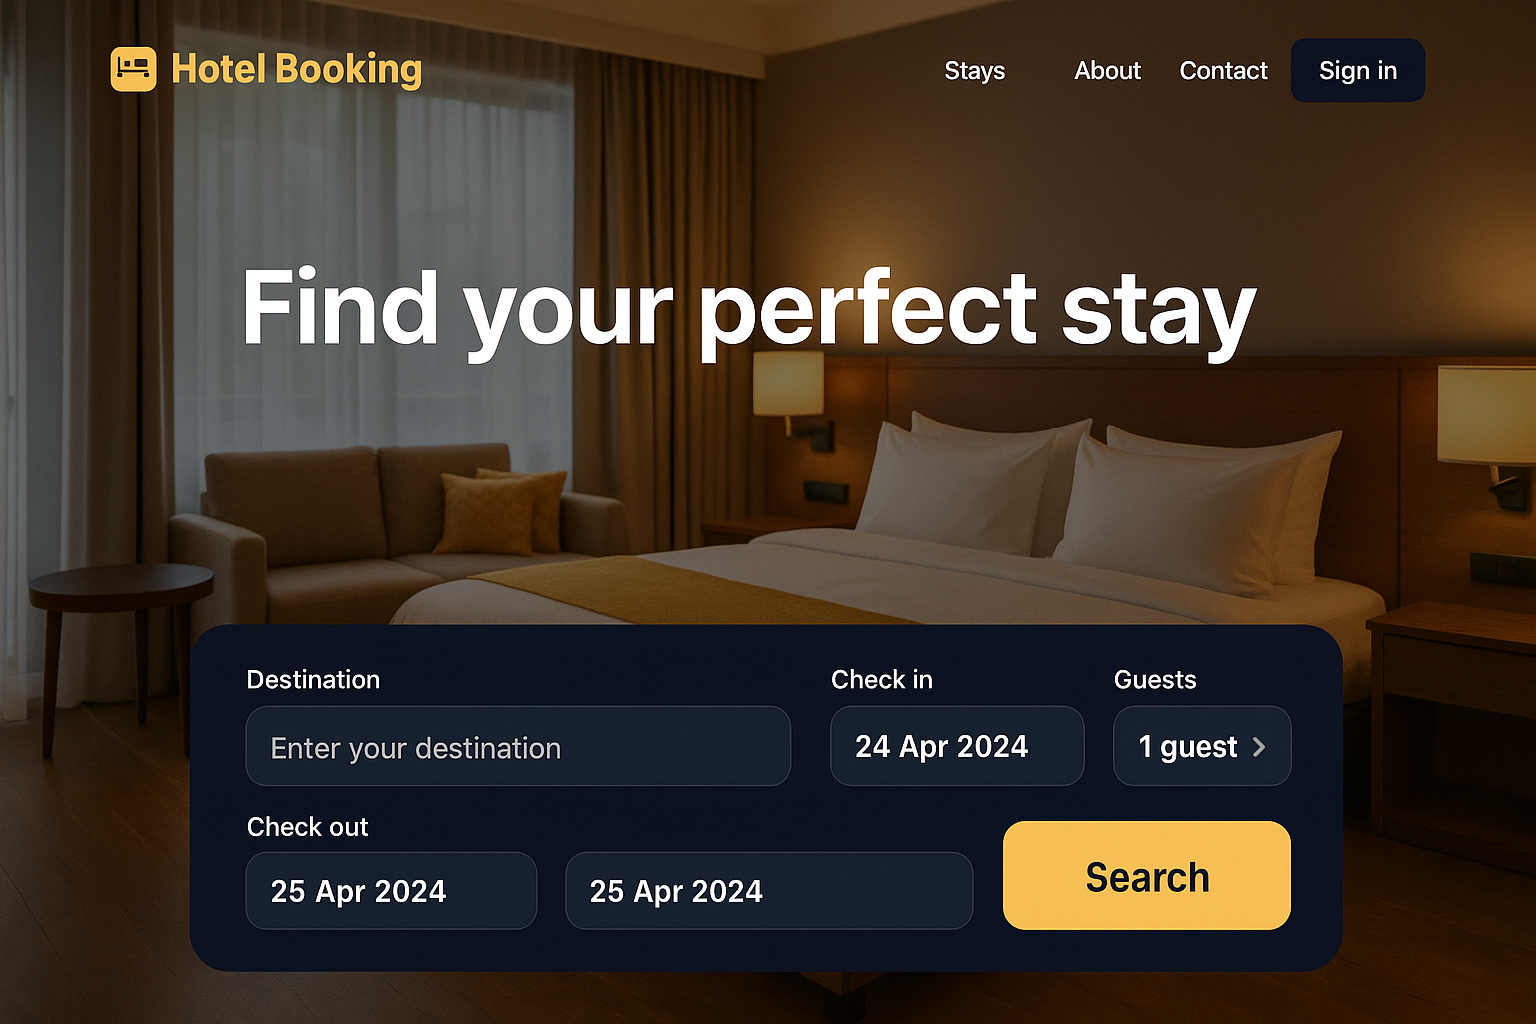 Hotel Booking
Stays About Contact Sign in
Find your perfect stay
Destination Check in Guests
Enter your destination 24 Apr 2024 1 guest
Check out
25 Apr 2024 25 Apr 2024 Search